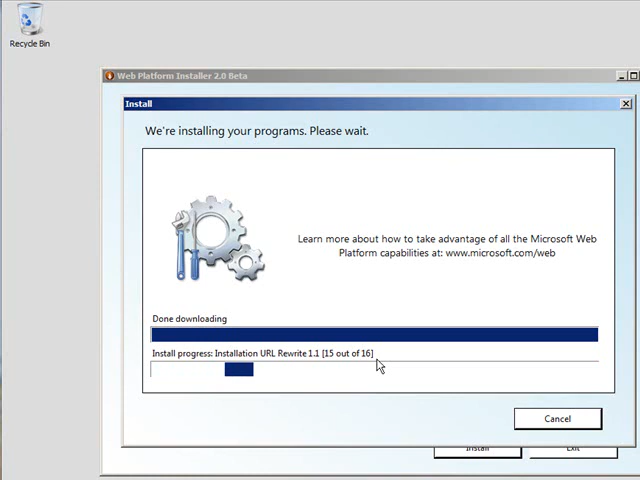 Recycle Bin
Web Platform Installer 2.0 Beta
Install
We're installing your programs. Please wait.
Learn more about how to take advantage of all the Microsoft Web
Platform capabilities at: www.microsoft.com/web
Done downloading
Install progress: Installation URL Rewrite 1.1 [15 out of 16]
Cancel
Install
Exit